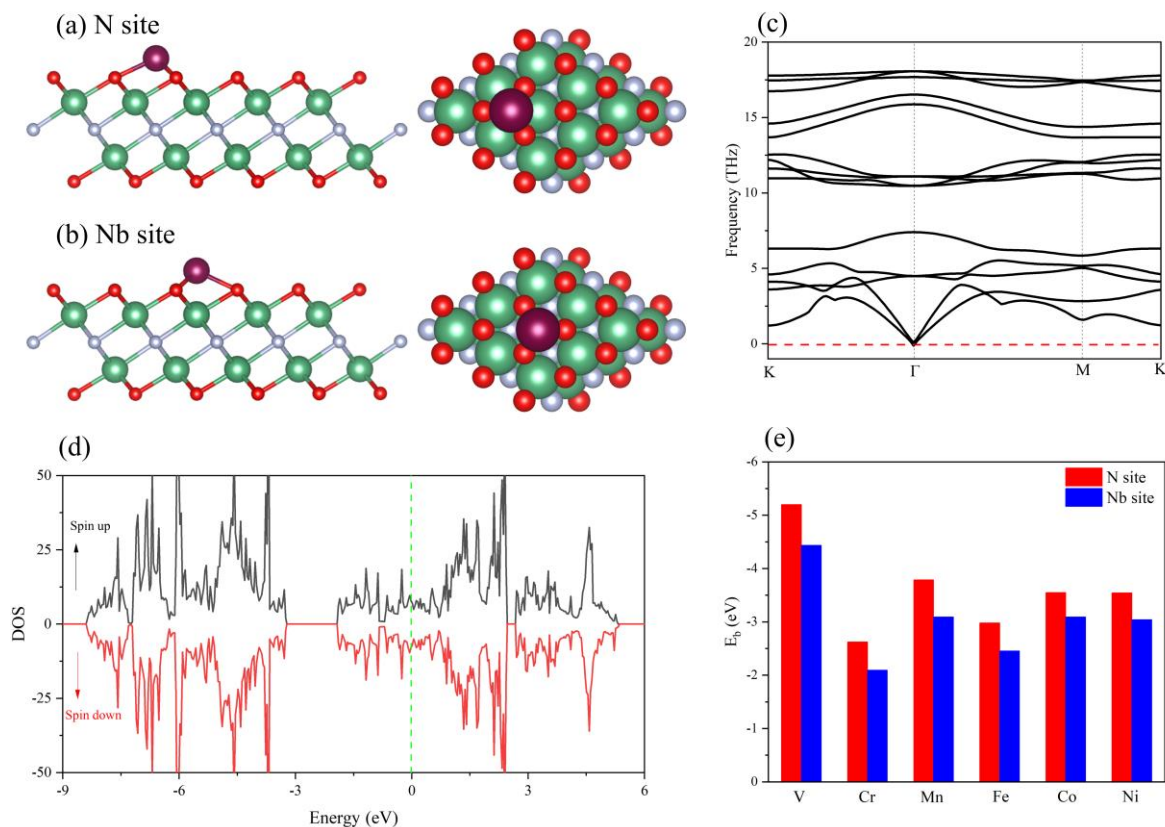 (a) N site
(b) Nb site
(c)
20
15
10
5
0
Frequency (THz)
K Γ M K
(d)
50
25
0
-25
-50
DOS
Spin up
Spin down
-9 -6 -3 0 3 6
Energy (eV)
(e)
-6
-5
-4
-3
-2
-1
0
E_b (eV)
N site
Nb site
V Cr Mn Fe Co Ni